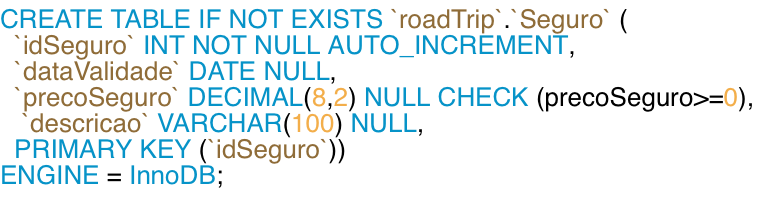 CREATE TABLE IF NOT EXISTS `roadTrip`.`Seguro` (
`idSeguro` INT NOT NULL AUTO_INCREMENT,
`dataValidade` DATE NULL,
`precoSeguro` DECIMAL(8,2) NULL CHECK (precoSeguro>=0),
`descricao` VARCHAR(100) NULL,
PRIMARY KEY (`idSeguro`))
ENGINE = InnoDB;